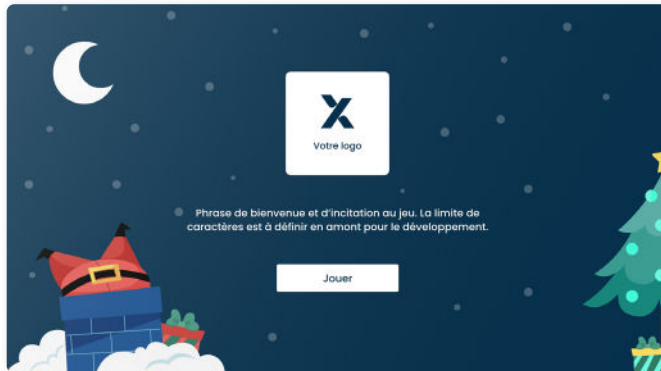 Votre logo
Phrase de bienvenue et d'incitation au jeu. La limite de
caractères est à définir en amont pour le développement.
Jouer